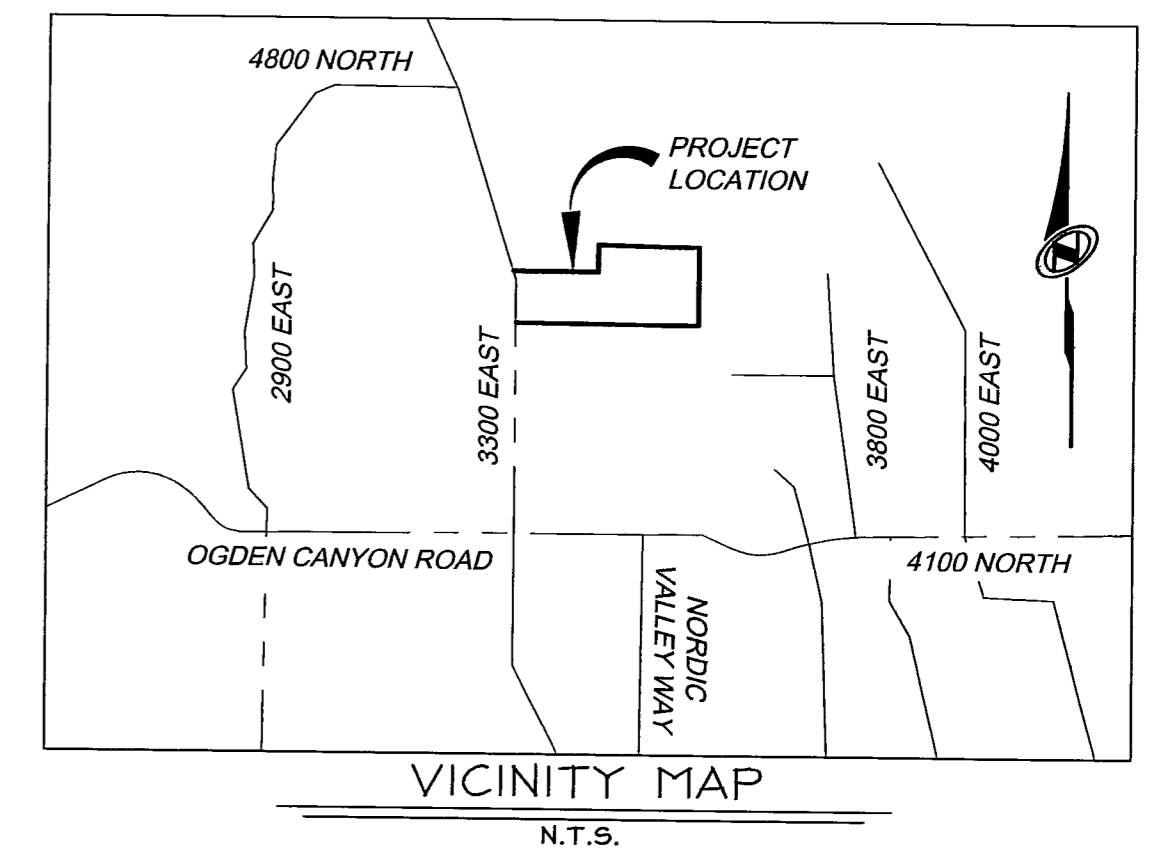 4800 NORTH
PROJECT
LOCATION
N
2900 EAST
3300 EAST
3800 EAST
4000 EAST
OGDEN CANYON ROAD
4100 NORTH
NORDIC
VALLEY WAY
VICINITY MAP
N.T.S.